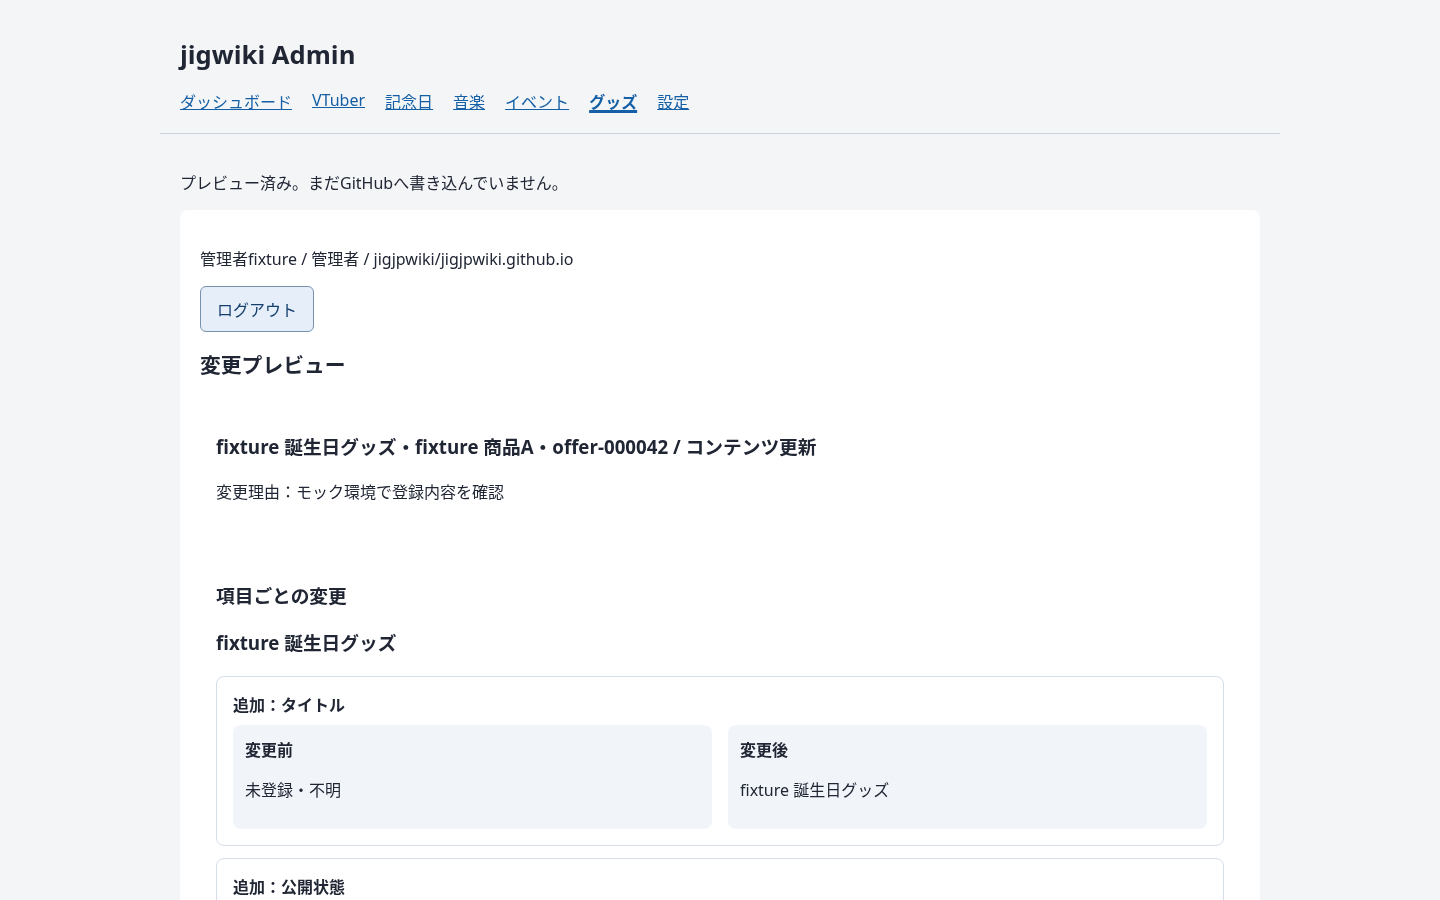 jigwiki Admin
ダッシュボード VTuber 記念日 音楽 イベント グッズ 設定
プレビュー済み。まだGitHubへ書き込んでいません。
管理者fixture / 管理者 / jigjpwiki/jigjpwiki.github.io
ログアウト
変更プレビュー
fixture 誕生日グッズ・fixture 商品A・offer-000042 / コンテンツ更新
変更理由：モック環境で登録内容を確認
項目ごとの変更
fixture 誕生日グッズ
追加：タイトル
変更前
未登録・不明
変更後
fixture 誕生日グッズ
追加：公開状態